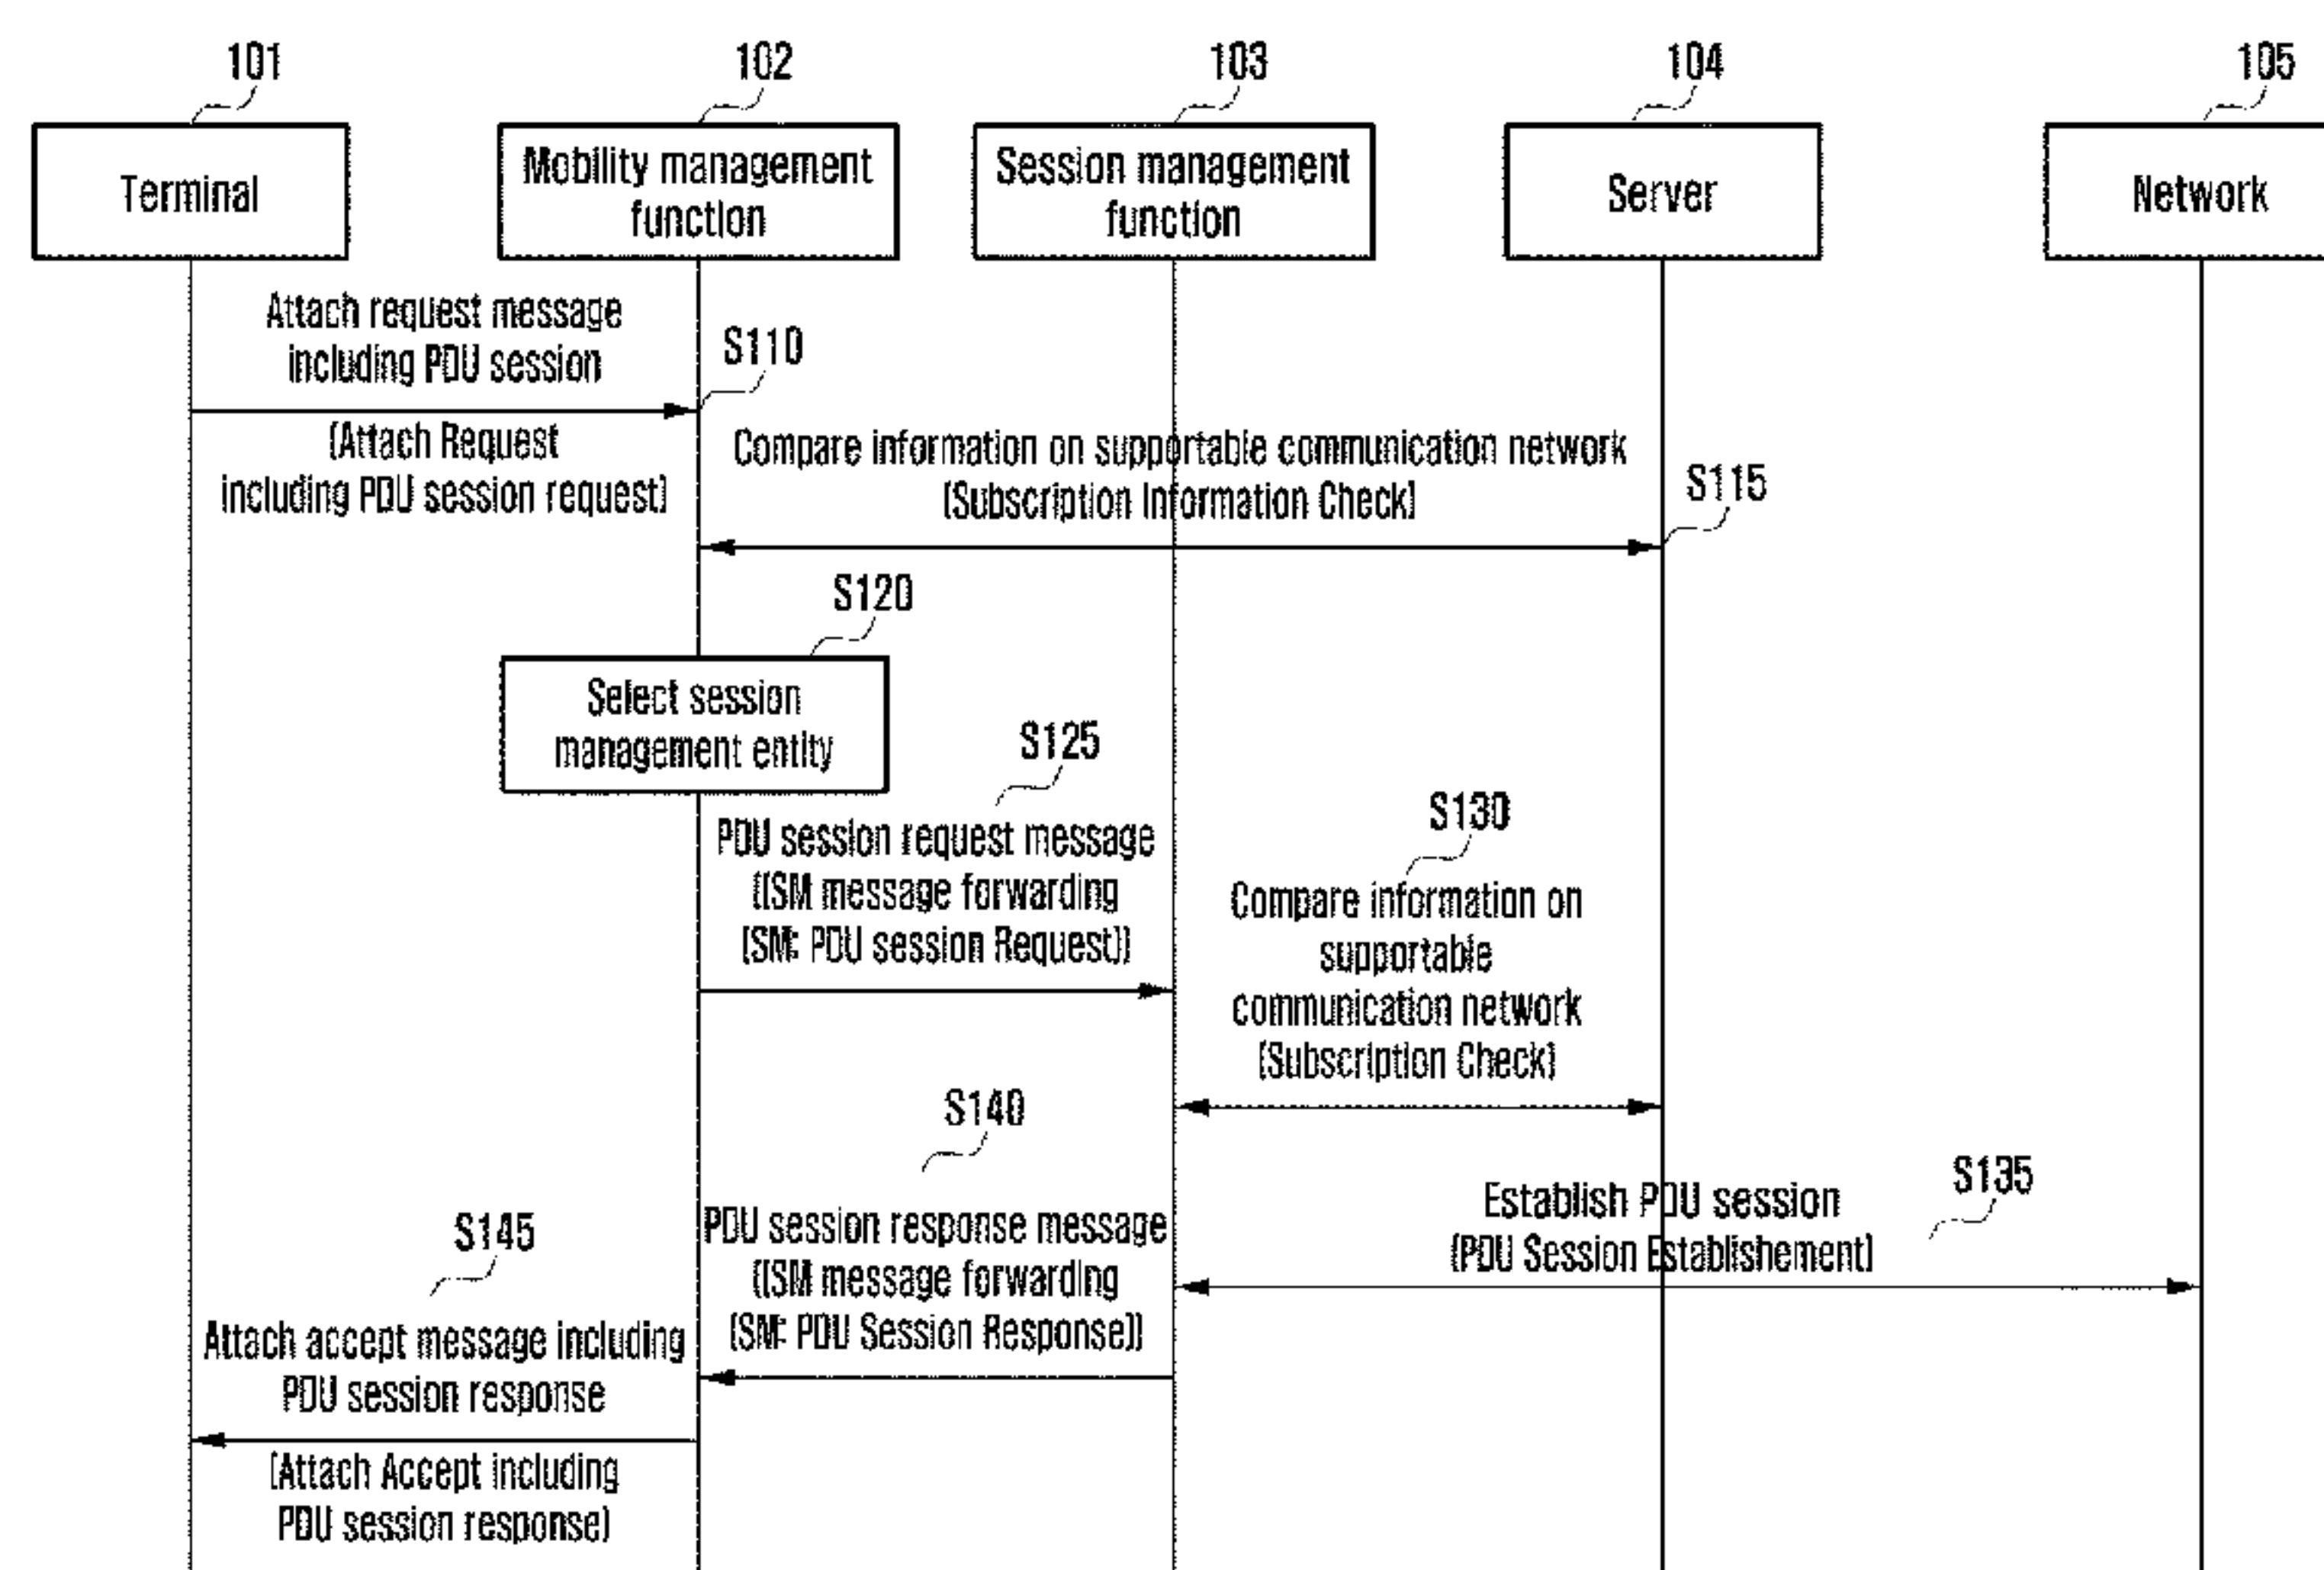 101
102
103
104
105
Terminal
Mobility management
function
Session management
function
Server
Network
Attach request message
including PDU session
S110
(Attach Request
including PDU session request)
Compare information on supportable communication network
(Subscription Information Check)
S115
S120
Select session
management entity
S125
PDU session request message
((SM message forwarding
(SM: PDU session Request))
S130
Compare information on
supportable
communication network
(Subscription Check)
S135
Establish PDU session
(PDU Session Establishement)
S140
PDU session response message
((SM message forwarding
(SM: PDU Session Response))
S145
Attach accept message including
PDU session response
(Attach Accept including
PDU session response)